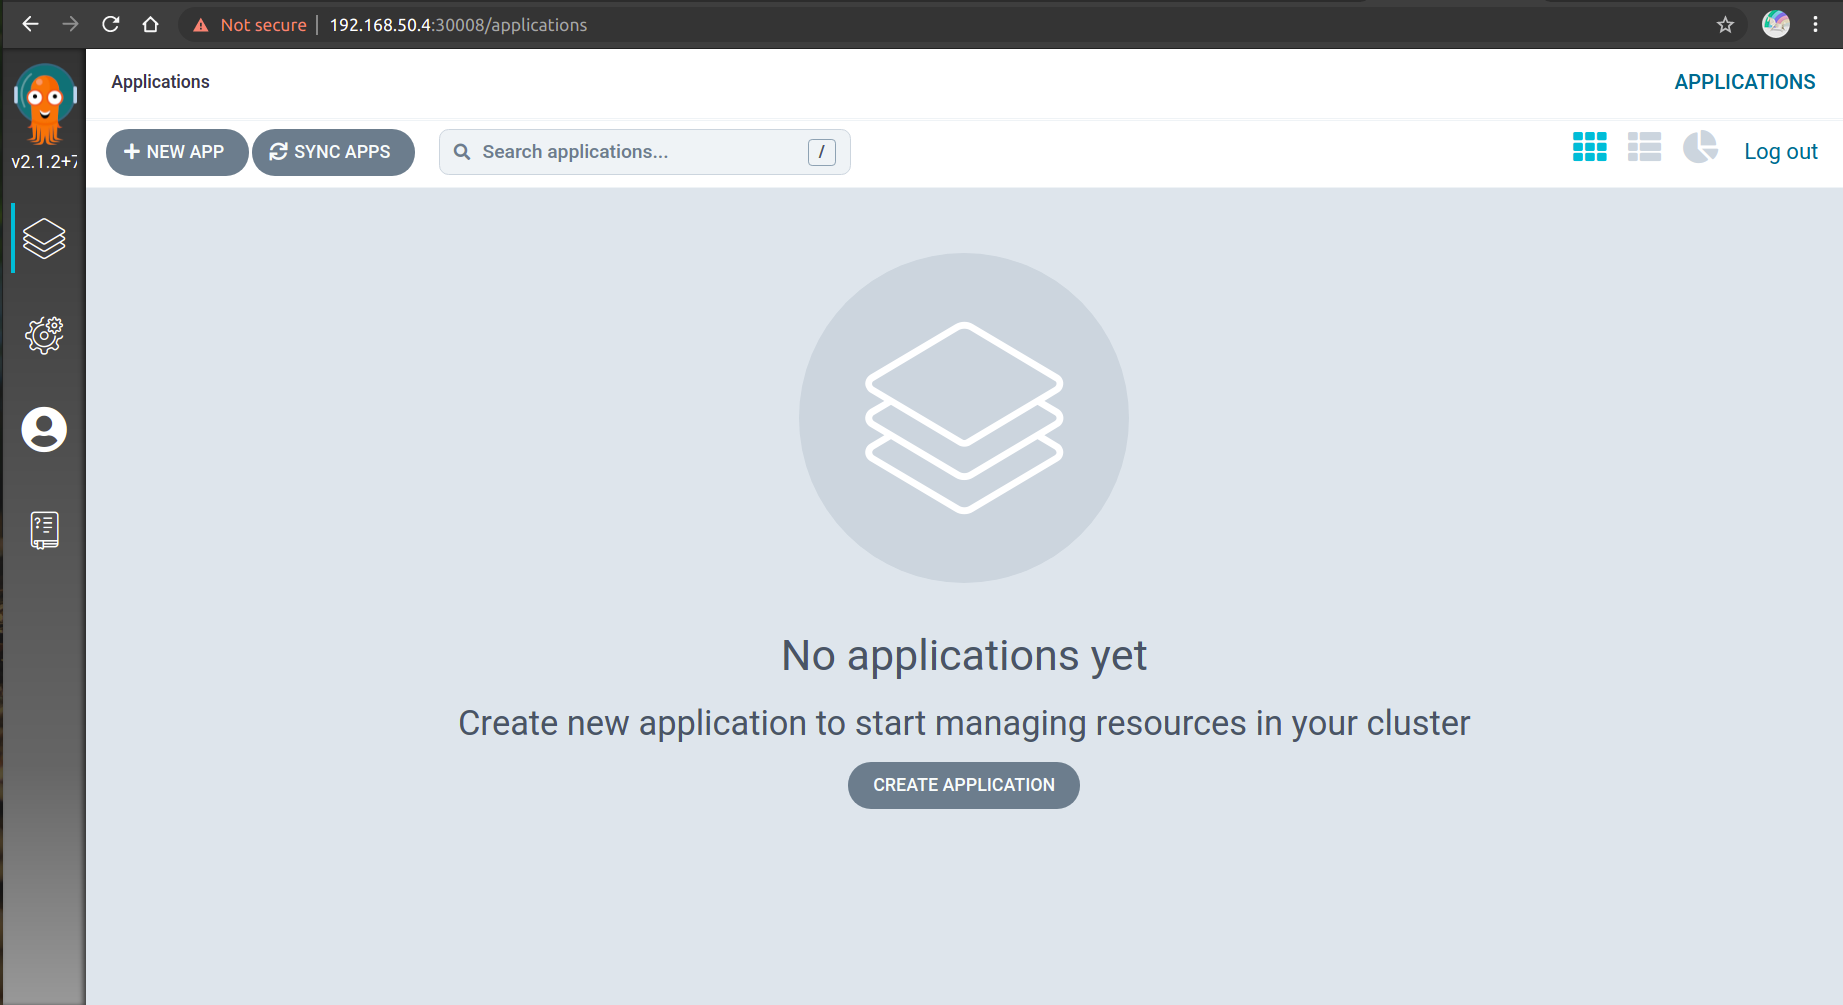 Not secure 192.168.50.4:30008/applications
Applications
APPLICATIONS
v2.1.2+7
NEW APP
SYNC APPS
Search applications...
/
Log out
No applications yet
Create new application to start managing resources in your cluster
CREATE APPLICATION